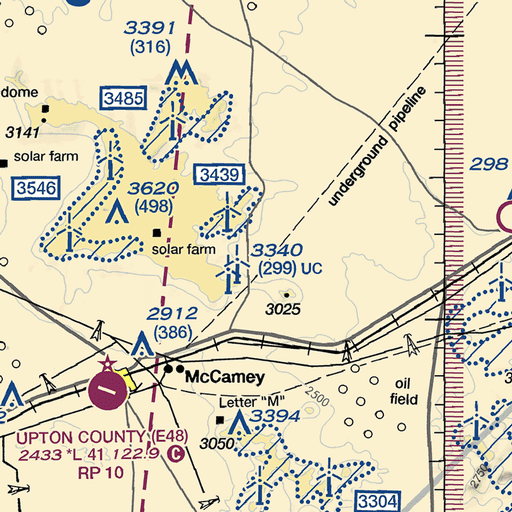 3391
(316)
dome
3485
3141
solar farm
3546
3439
underground pipeline
298
3620
(498)
solar farm
3340
(299) UC
3025
2912
(386)
McCamey
2500
oil
field
Letter "M"
3394
3050
UPTON COUNTY (E48)
2433 *L 41 122.9 C
RP 10
2750
3304